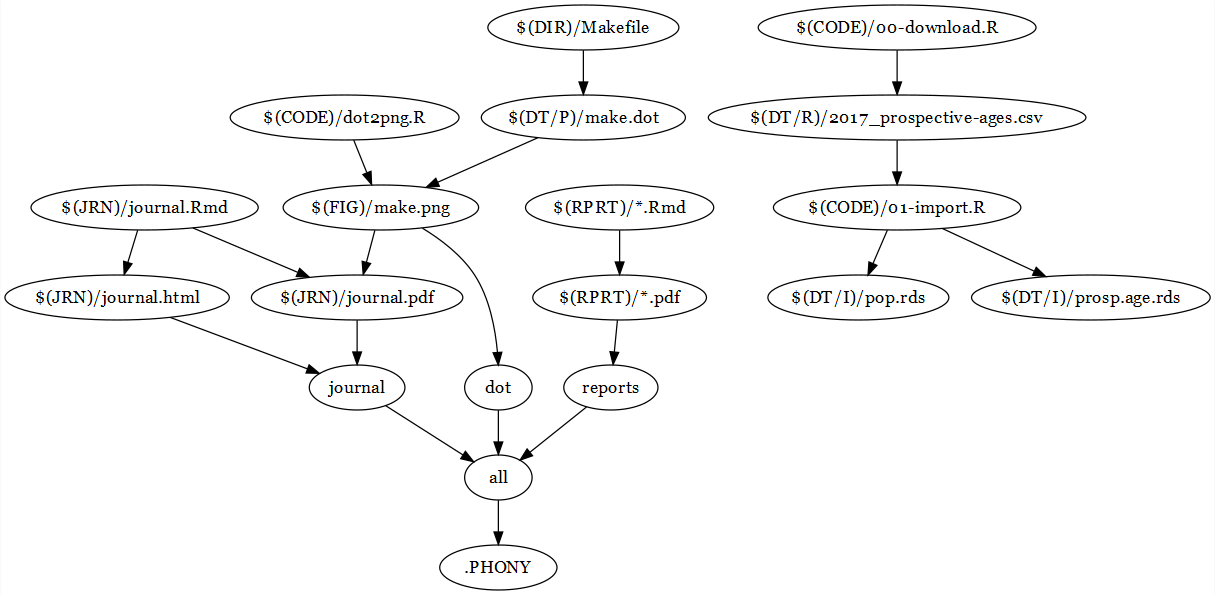 $(DIR)/Makefile
$(CODE)/00-download.R
$(CODE)/dot2png.R
$(DT/P)/make.dot
$(DT/R)/2017_prospective-ages.csv
$(JRN)/journal.Rmd
$(FIG)/make.png
$(RPRT)/*.Rmd
$(CODE)/01-import.R
$(JRN)/journal.html
$(JRN)/journal.pdf
$(RPRT)/*.pdf
$(DT/I)/pop.rds
$(DT/I)/prosp.age.rds
journal
dot
reports
all
.PHONY